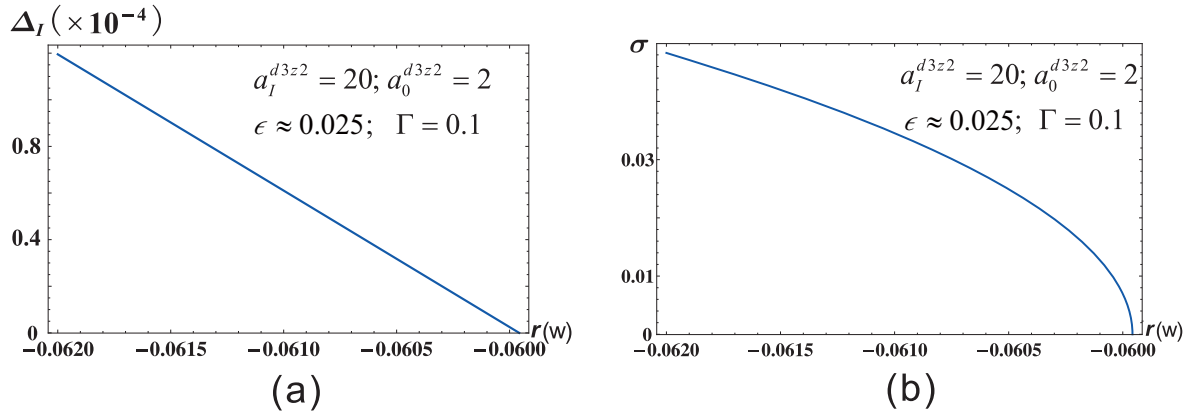 Δ_I (×10⁻⁴)
a_I^{d3z2} = 20; a_0^{d3z2} = 2
ϵ ≈ 0.025; Γ = 0.1
0.8
0.4
0
r(w)
−0.0620 −0.0615 −0.0610 −0.0605 −0.0600
(a)
σ
a_I^{d3z2} = 20; a_0^{d3z2} = 2
ϵ ≈ 0.025; Γ = 0.1
0.03
0.01
0
r(w)
−0.0620 −0.0615 −0.0610 −0.0605 −0.0600
(b)